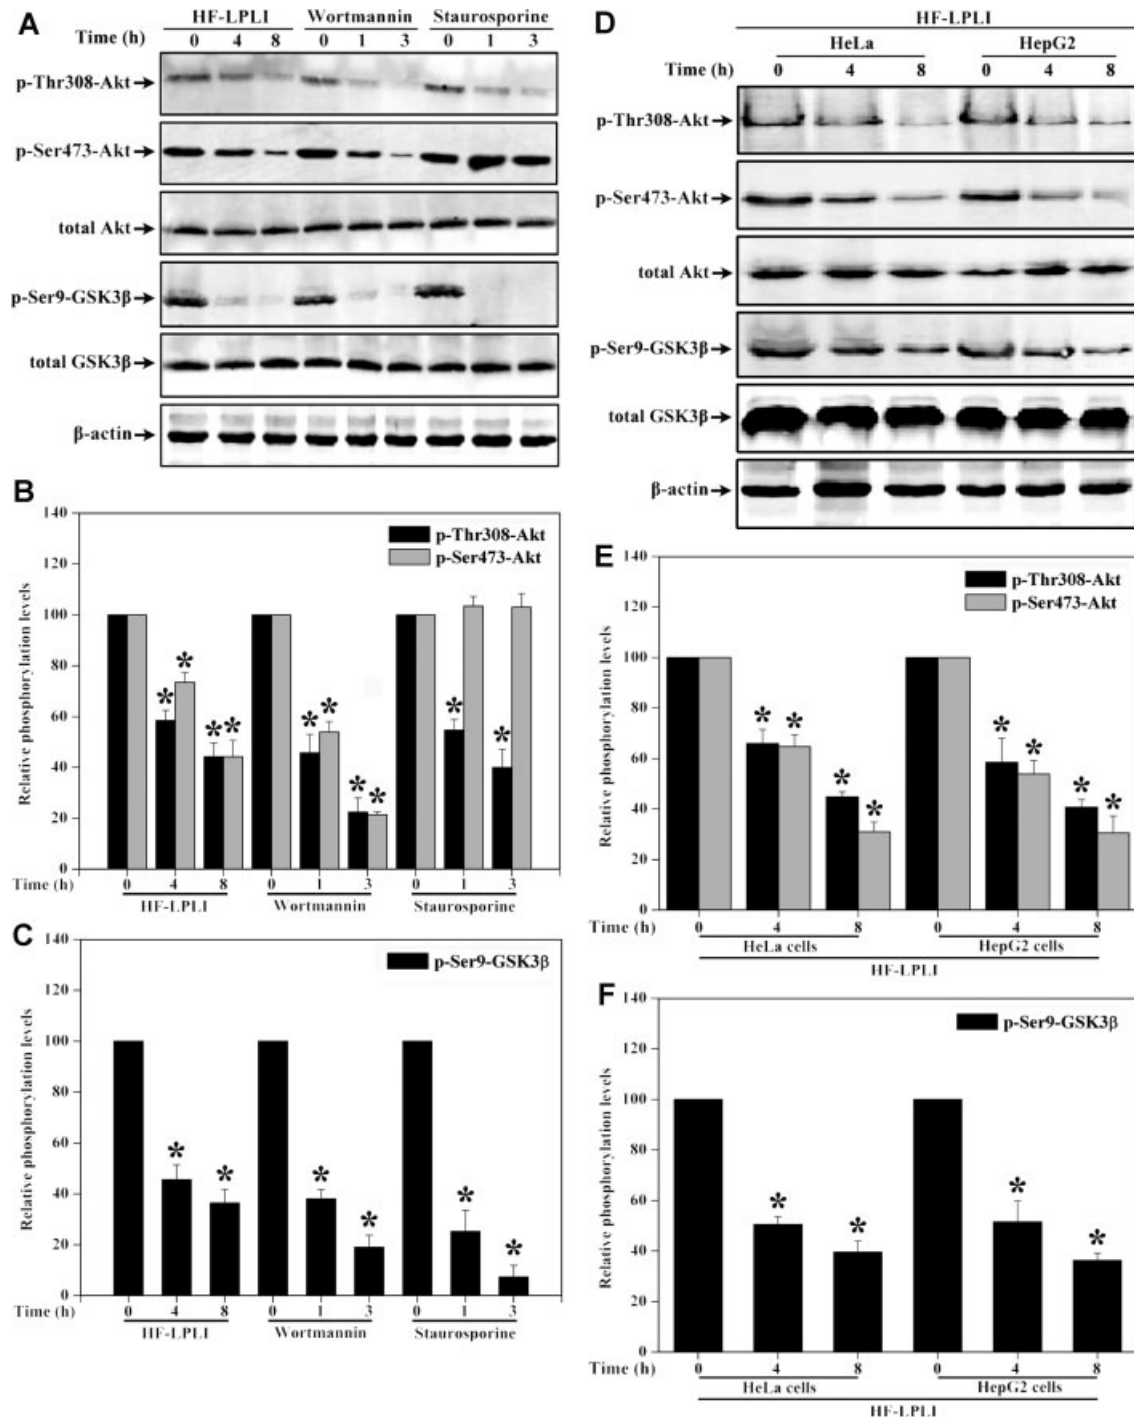 A
HF-LPLI Wortmannin Staurosporine
Time (h) 0 4 8 0 1 3 0 1 3
p-Thr308-Akt
p-Ser473-Akt
total Akt
p-Ser9-GSK3β
total GSK3β
β-actin
B
140
120
100
80
60
40
20
0
Relative phosphorylation levels
p-Thr308-Akt
p-Ser473-Akt
* * * * * * * * * *
Time (h) 0 4 8 0 1 3 0 1 3
HF-LPLI Wortmannin Staurosporine
C
140
120
100
80
60
40
20
0
Relative phosphorylation levels
p-Ser9-GSK3β
* * * * * *
Time (h) 0 4 8 0 1 3 0 1 3
HF-LPLI Wortmannin Staurosporine
D
HF-LPLI
HeLa HepG2
Time (h) 0 4 8 0 4 8
p-Thr308-Akt
p-Ser473-Akt
total Akt
p-Ser9-GSK3β
total GSK3β
β-actin
E
140
120
100
80
60
40
20
0
Relative phosphorylation levels
p-Thr308-Akt
p-Ser473-Akt
* * * * * * * *
Time (h) 0 4 8 0 4 8
HeLa cells HepG2 cells
HF-LPLI
F
140
120
100
80
60
40
20
0
Relative phosphorylation levels
p-Ser9-GSK3β
* * * *
Time (h) 0 4 8 0 4 8
HeLa cells HepG2 cells
HF-LPLI